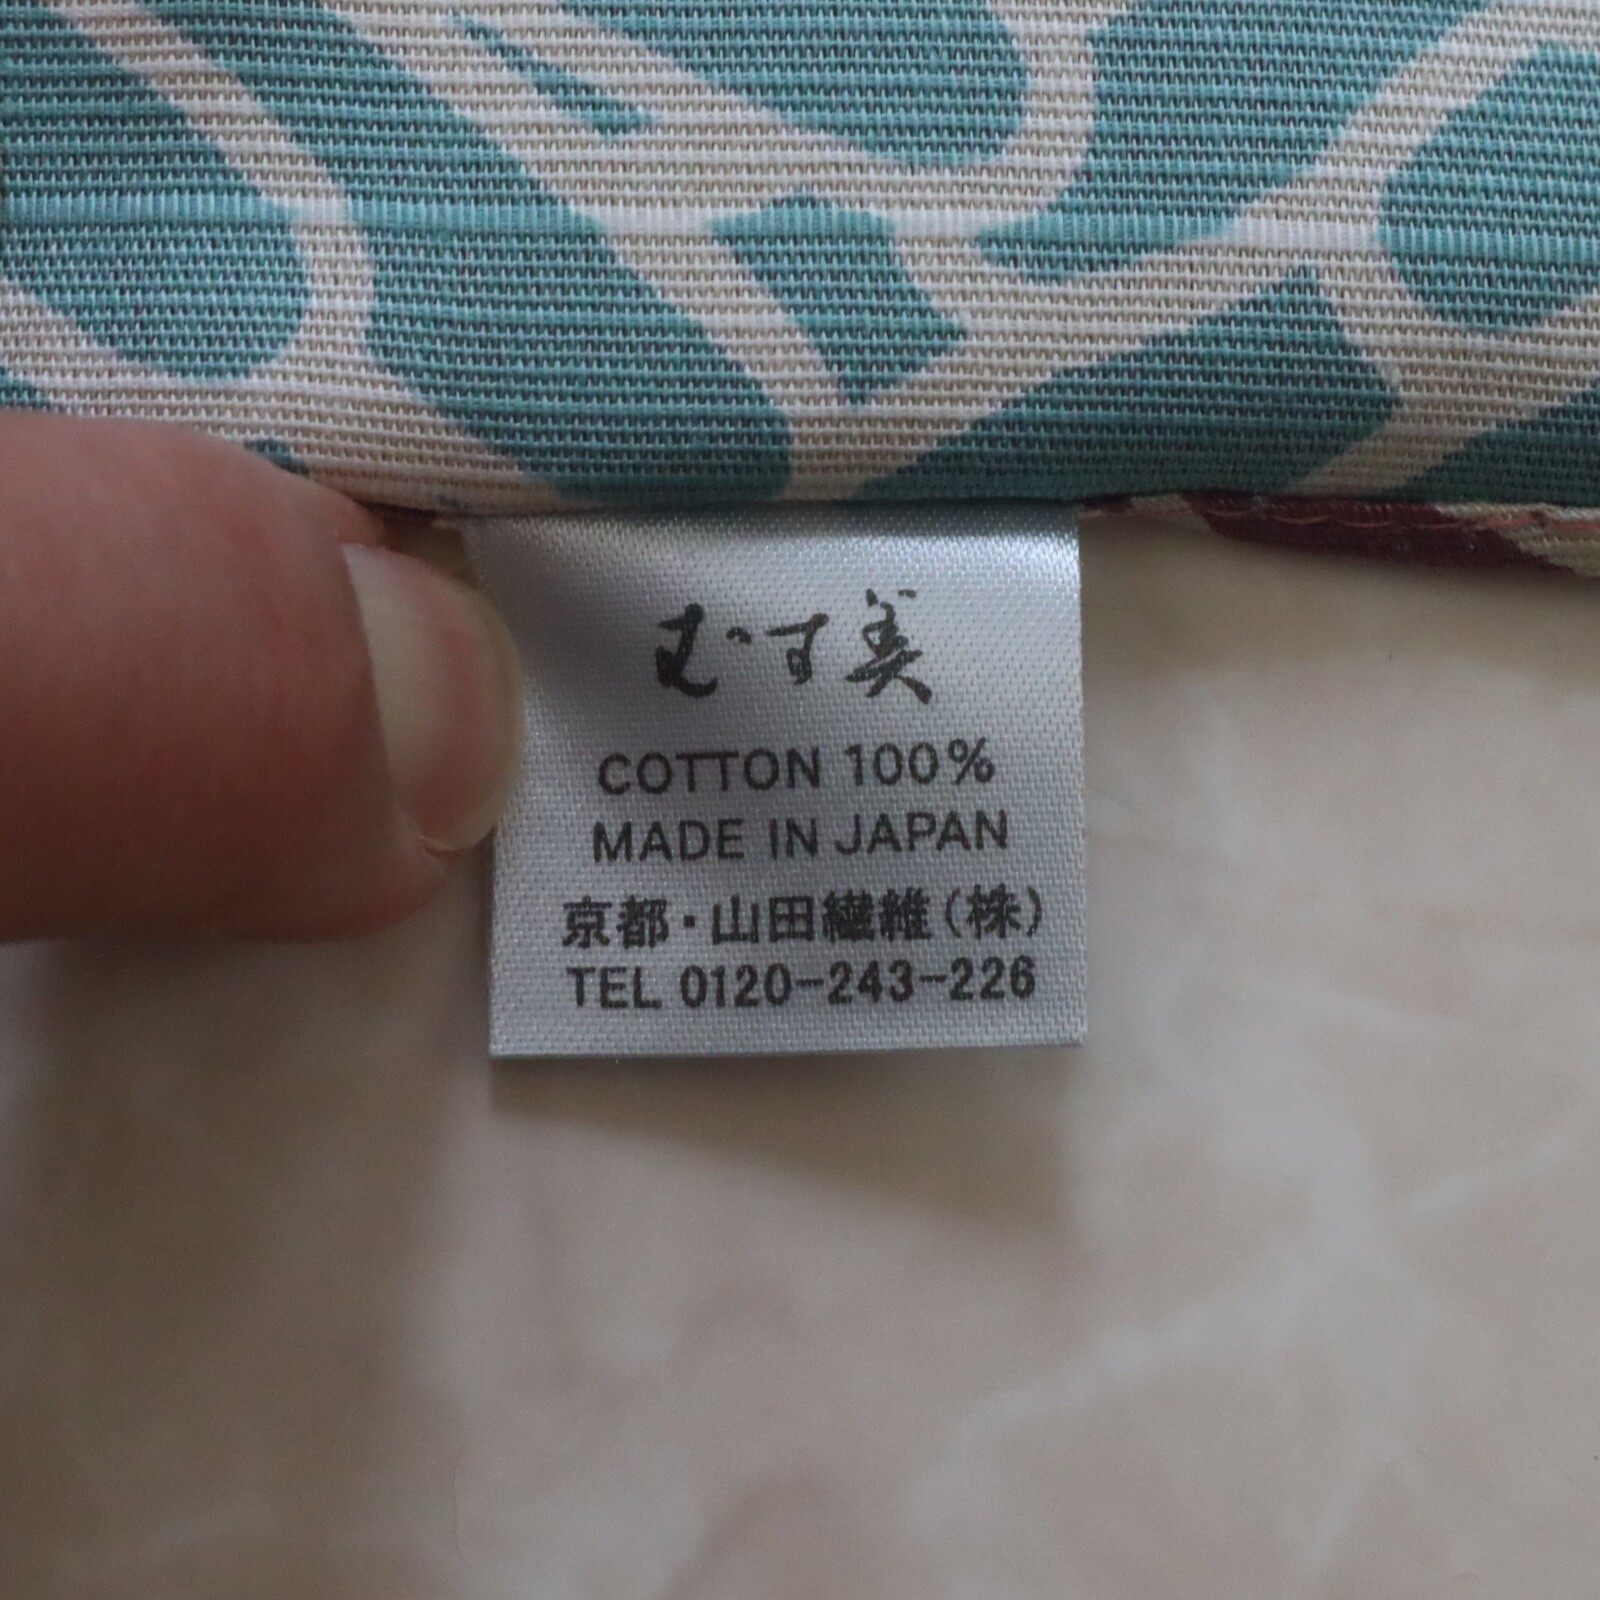 むす美
COTTON 100%
MADE IN JAPAN
京都・山田繊維(株)
TEL 0120-243-226